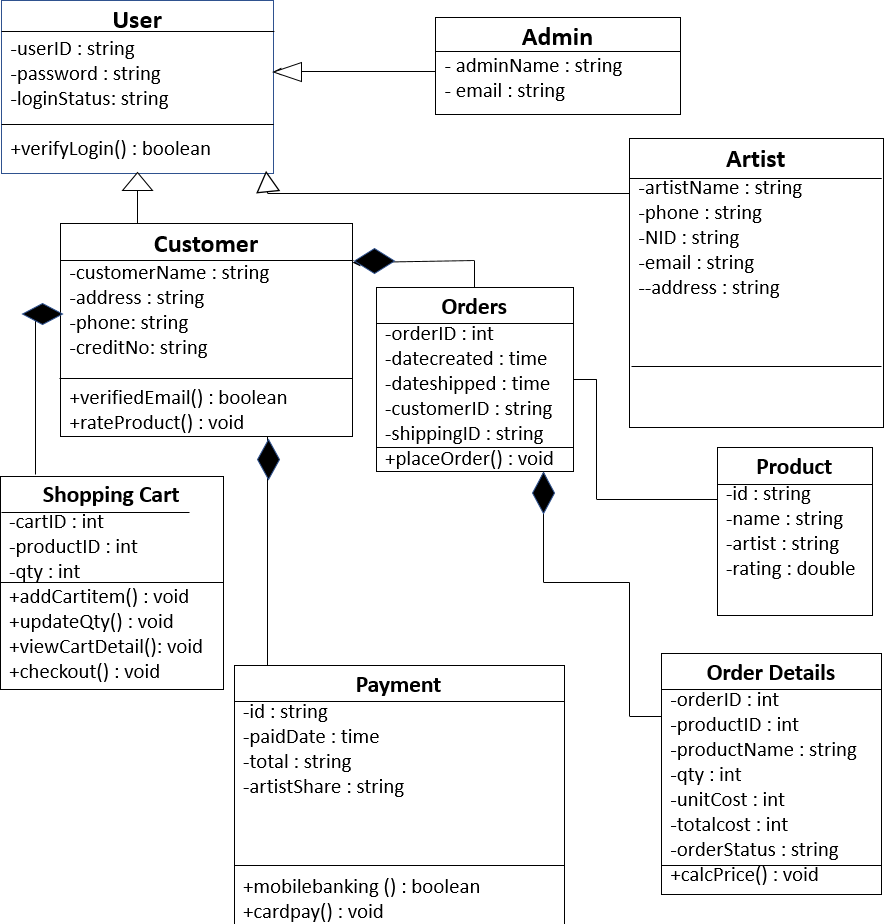 User
-userID : string
-password : string
-loginStatus: string
+verifyLogin() : boolean
Admin
- adminName : string
- email : string
Artist
-artistName : string
-phone : string
-NID : string
-email : string
--address : string
Customer
-customerName : string
-address : string
-phone: string
-creditNo: string
+verifiedEmail() : boolean
+rateProduct() : void
Orders
-orderID : int
-datecreated : time
-dateshipped : time
-customerID : string
-shippingID : string
+placeOrder() : void
Product
-id : string
-name : string
-artist : string
-rating : double
Shopping Cart
-cartID : int
-productID : int
-qty : int
+addCartitem() : void
+updateQty() : void
+viewCartDetail(): void
+checkout() : void
Payment
-id : string
-paidDate : time
-total : string
-artistShare : string
+mobilebanking () : boolean
+cardpay() : void
Order Details
-orderID : int
-productID : int
-productName : string
-qty : int
-unitCost : int
-totalcost : int
-orderStatus : string
+calcPrice() : void